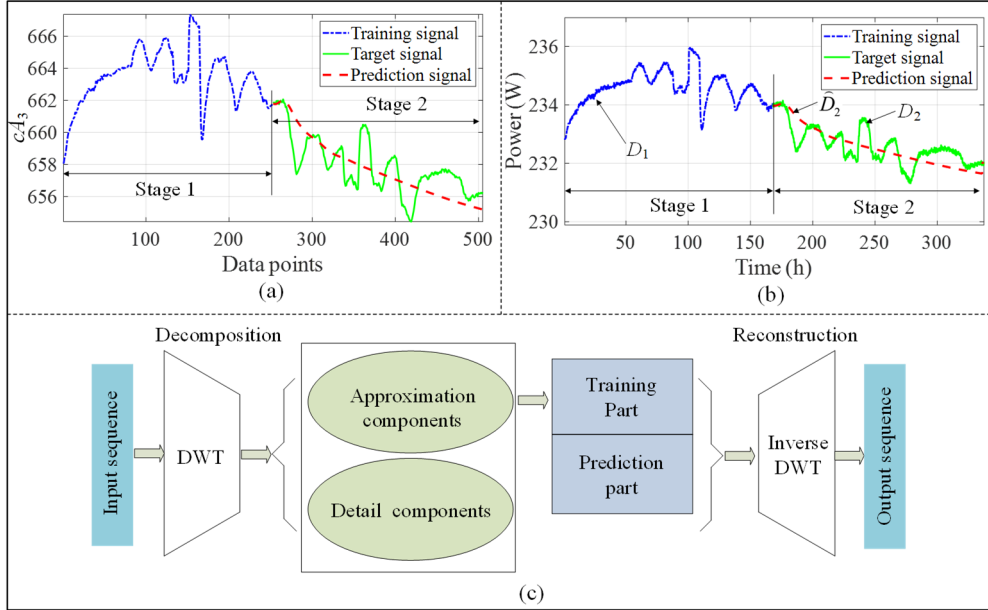 666
664
662
660
658
656
cA3
Training signal
Target signal
Prediction signal
Stage 2
Stage 1
100
200
300
400
500
Data points
(a)
236
234
232
230
Power (W)
Training signal
Target signal
Prediction signal
D̂2
D2
D1
Stage 1
Stage 2
50
100
150
200
250
300
Time (h)
(b)
Decomposition
Reconstruction
Input sequence
DWT
Approximation
components
Detail components
Training
Part
Prediction
part
Inverse
DWT
Output sequence
(c)